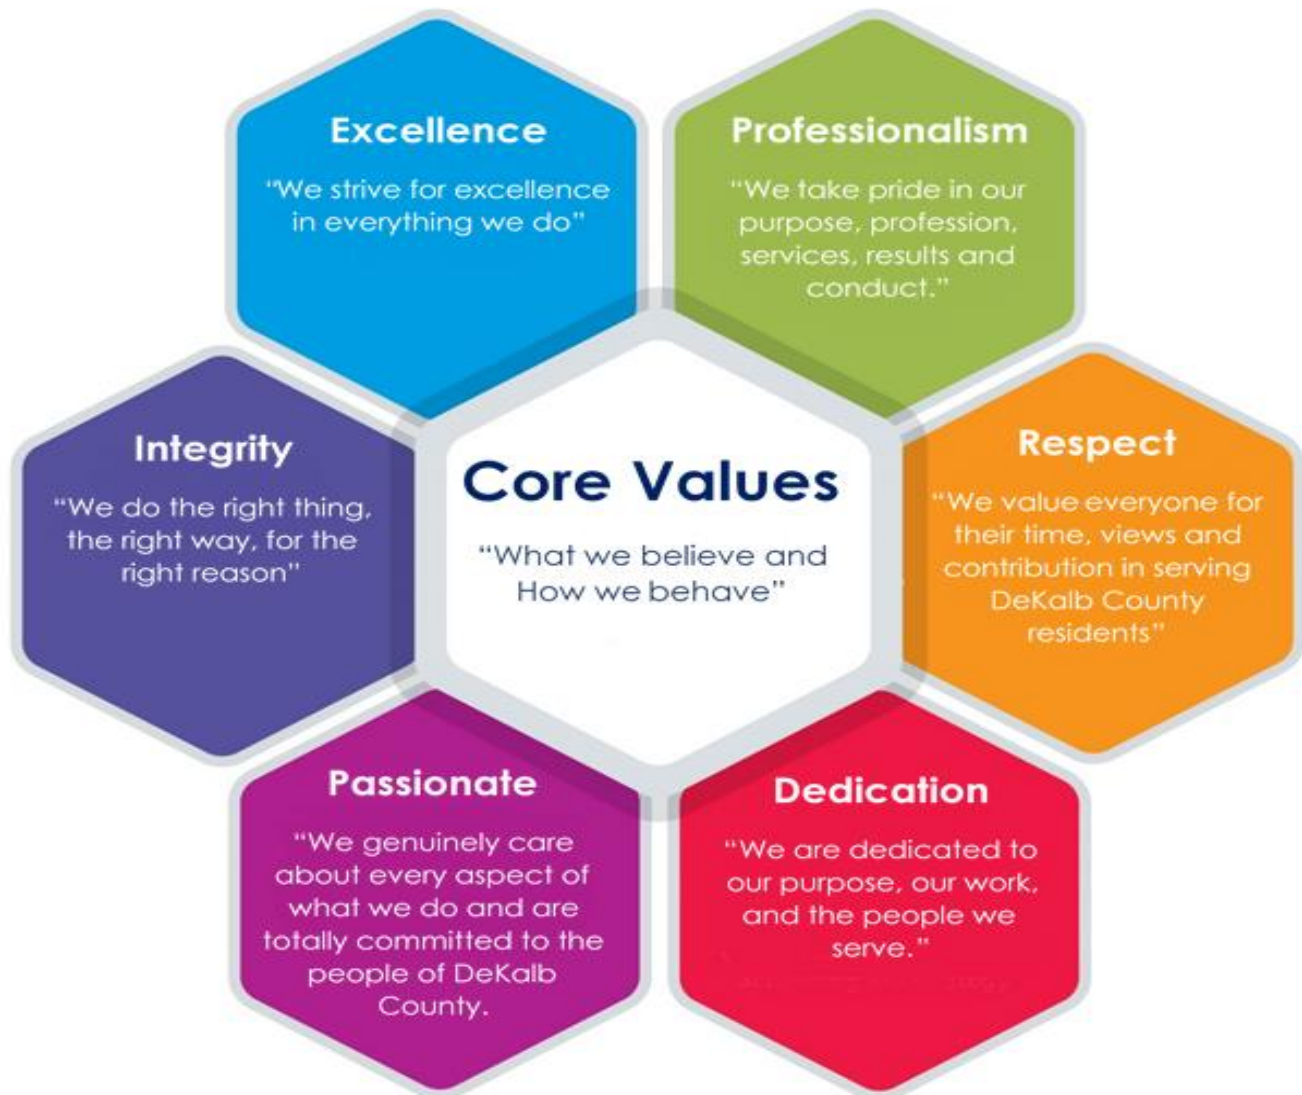 Excellence
“We strive for excellence
in everything we do”
Professionalism
“We take pride in our
purpose, profession,
services, results and
conduct.”
Integrity
“We do the right thing,
the right way, for the
right reason”
Core Values
“What we believe and
How we behave”
Respect
“We value everyone for
their time, views and
contribution in serving
DeKalb County
residents”
Passionate
“We genuinely care
about every aspect of
what we do and are
totally committed to the
people of DeKalb
County.
Dedication
“We are dedicated to
our purpose, our work,
and the people we
serve.”